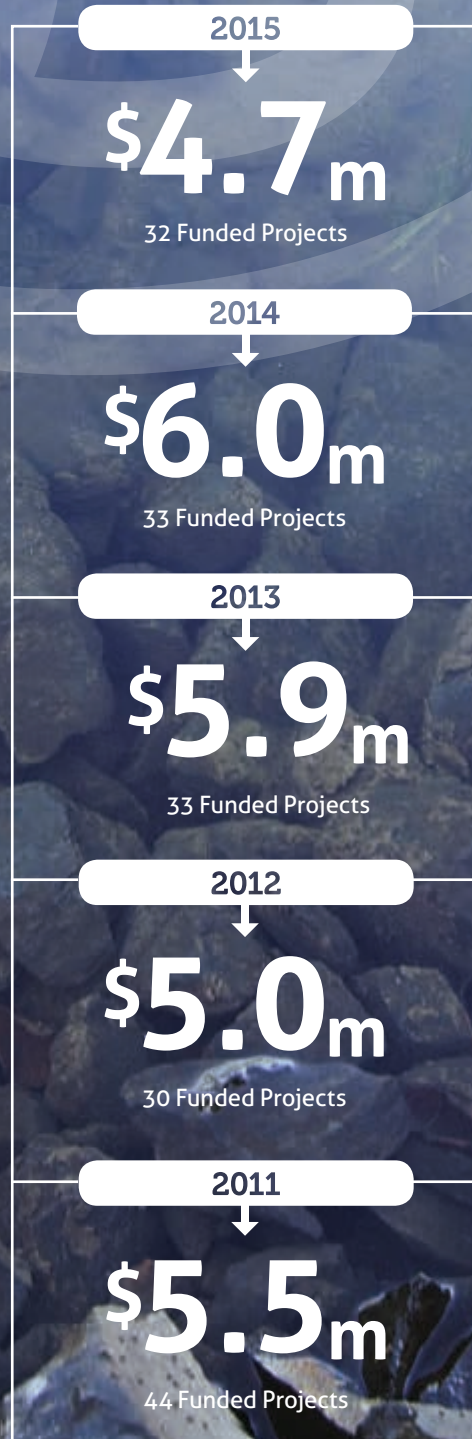 2015
$4.7m
32 Funded Projects
2014
$6.0m
33 Funded Projects
2013
$5.9m
33 Funded Projects
2012
$5.0m
30 Funded Projects
2011
$5.5m
44 Funded Projects